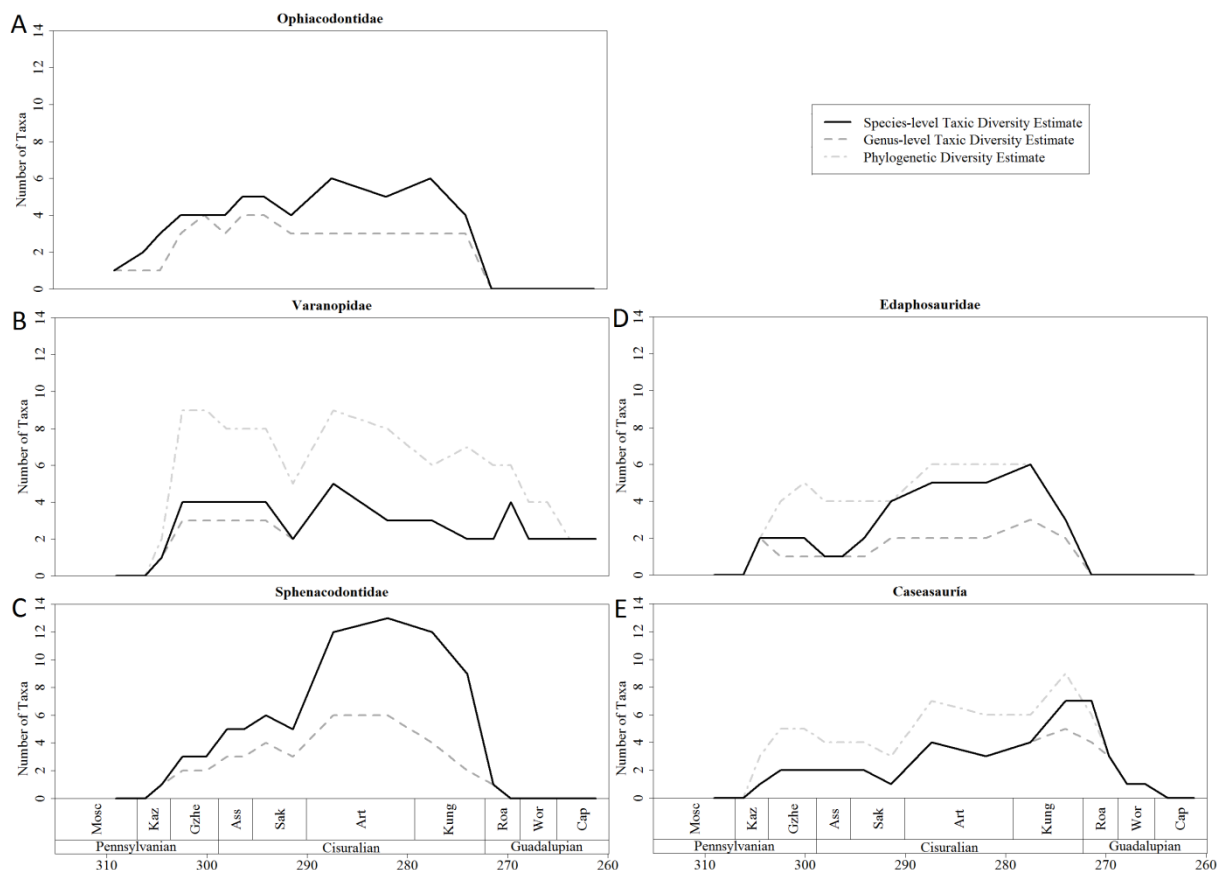 A
Ophiacodontidae
Number of Taxa
0 2 4 6 8 10 12 14
Species-level Taxic Diversity Estimate
Genus-level Taxic Diversity Estimate
Phylogenetic Diversity Estimate
B
Varanopidae
Number of Taxa
0 2 4 6 8 10 12 14
C
Sphenacodontidae
Number of Taxa
0 2 4 6 8 10 12 14
Mosc Kaz Gzhe Ass Sak Art Kung Roa Wor Cap
Pennsylvanian Cisuralian Guadalupian
310 300 290 280 270 260
D
Edaphosauridae
Number of Taxa
0 2 4 6 8 10 12 14
E
Caseasauria
Number of Taxa
0 2 4 6 8 10 12 14
Mosc Kaz Gzhe Ass Sak Art Kung Roa Wor Cap
Pennsylvanian Cisuralian Guadalupian
310 300 290 280 270 260